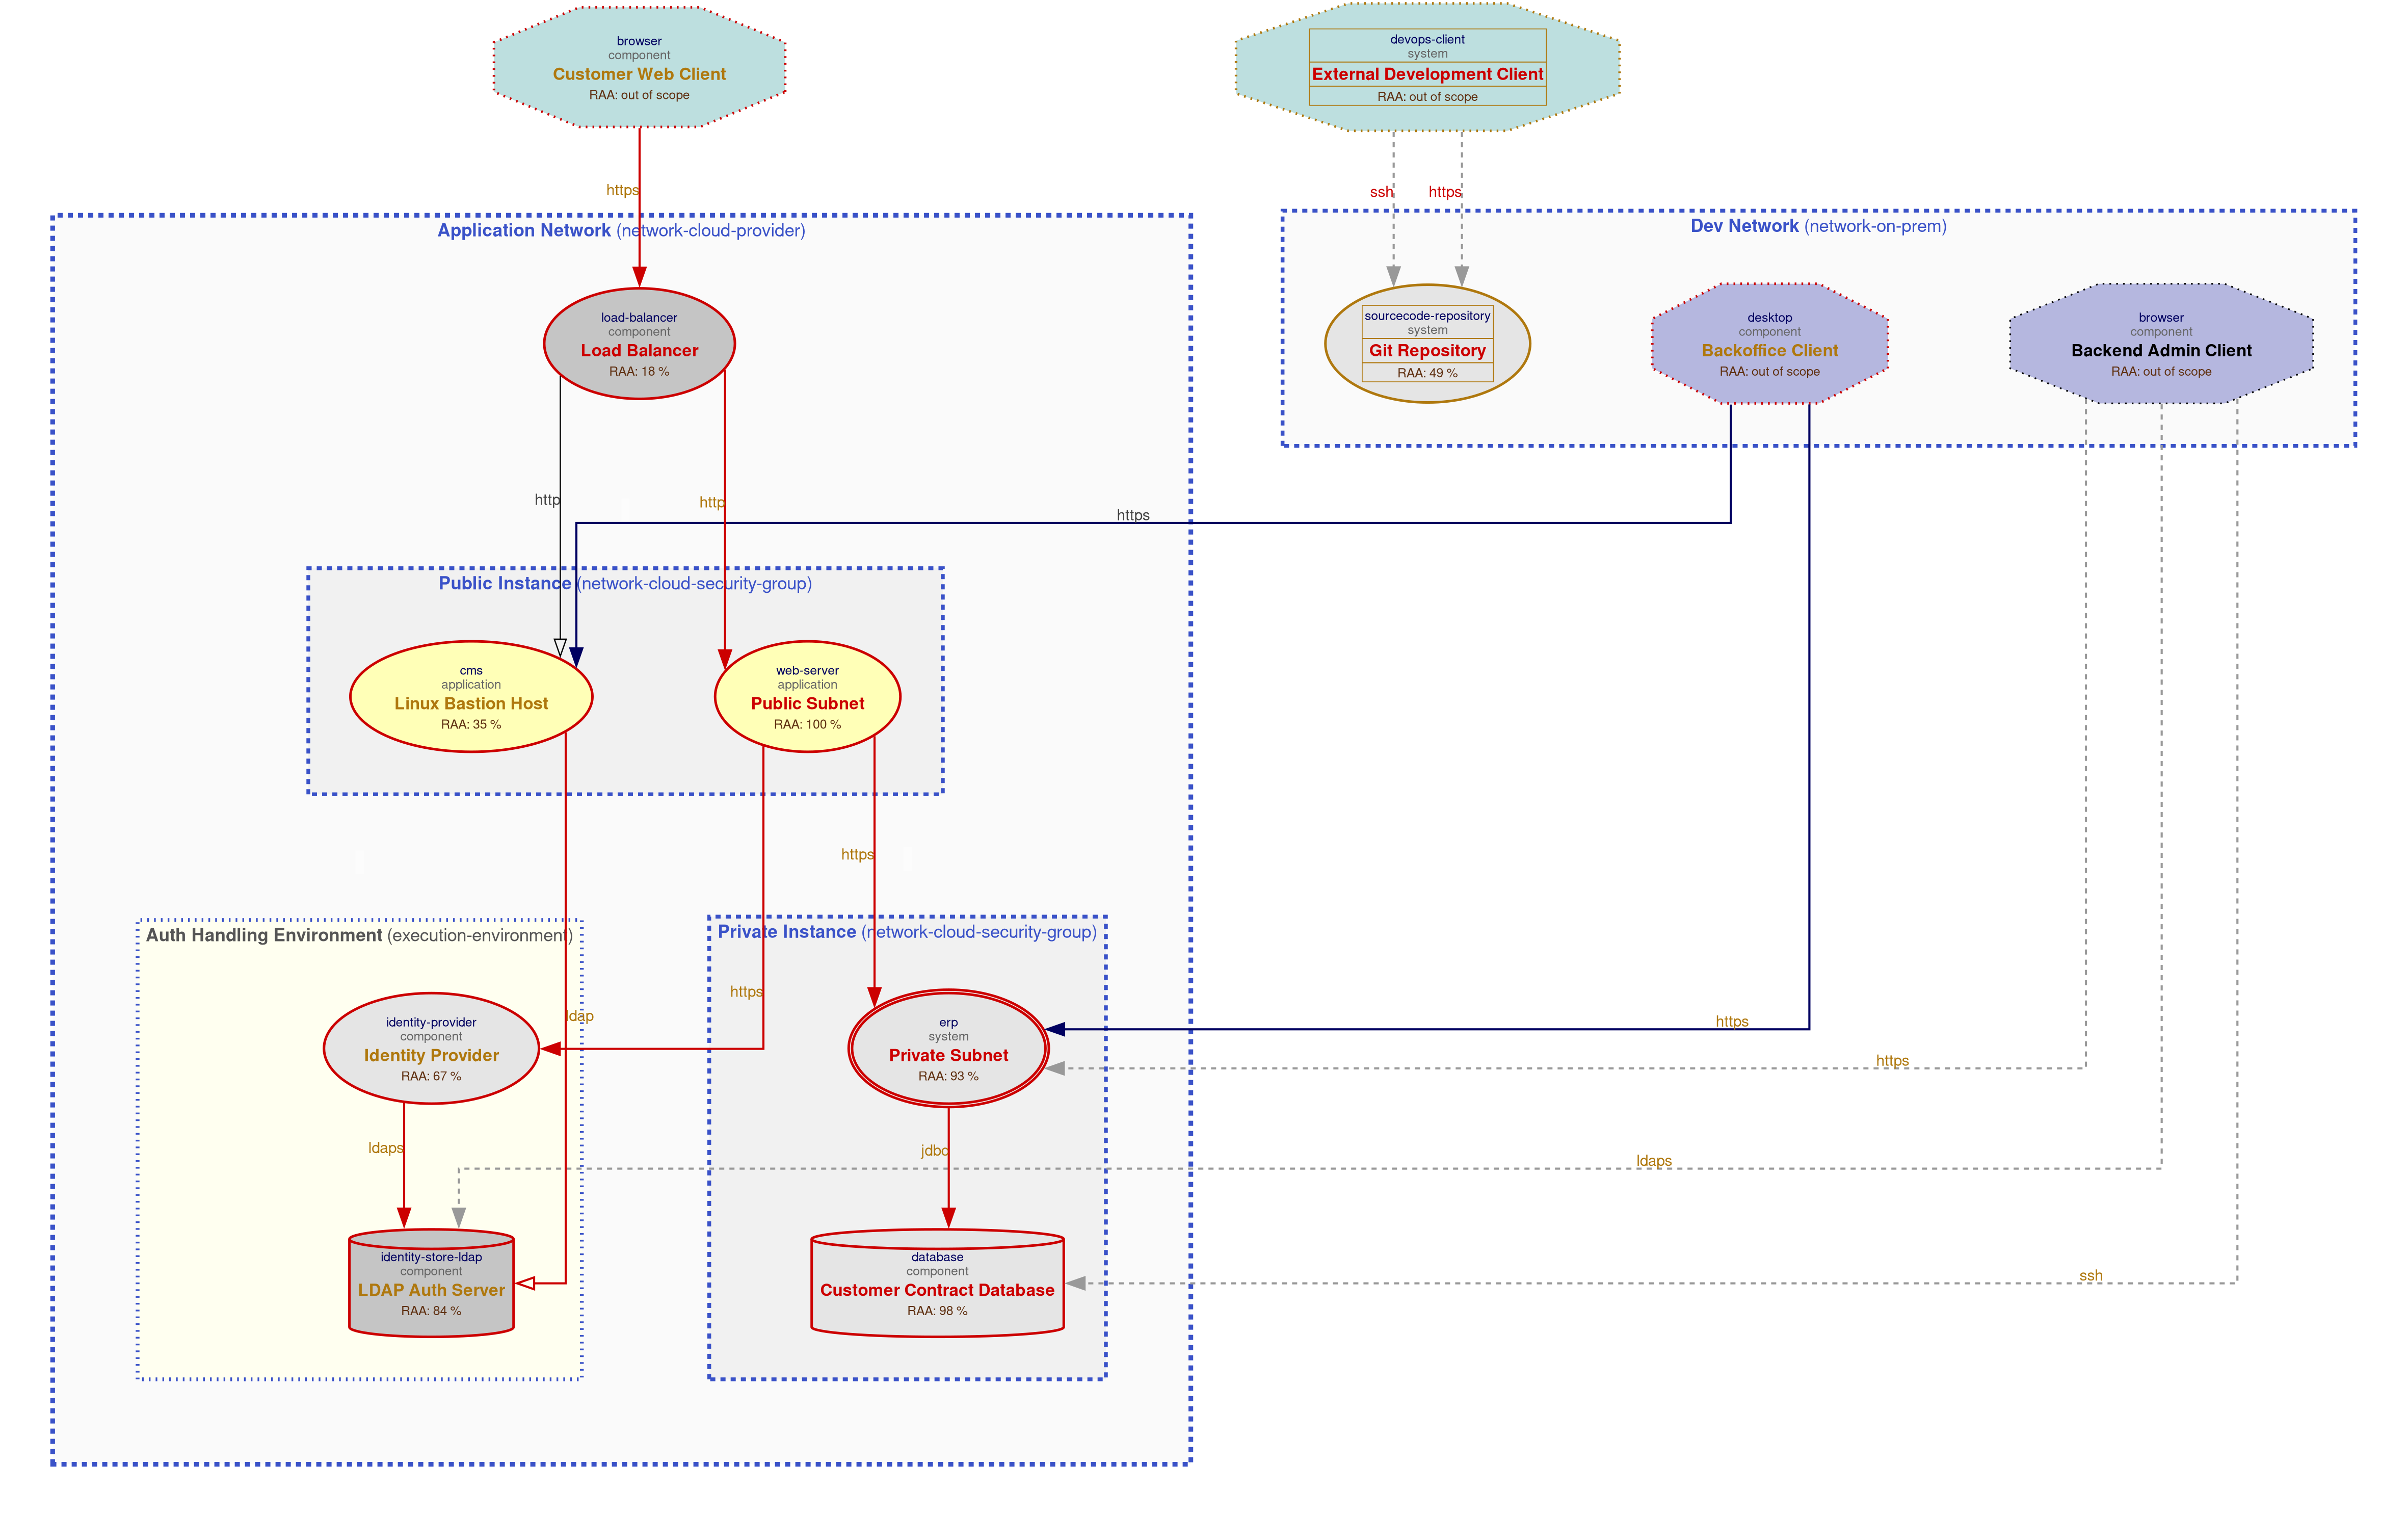 browser
component
Customer Web Client
RAA: out of scope
devops-client
system
External Development Client
RAA: out of scope
https
ssh
https
Application Network (network-cloud-provider)
Dev Network (network-on-prem)
load-balancer
component
Load Balancer
RAA: 18 %
sourcecode-repository
system
Git Repository
RAA: 49 %
desktop
component
Backoffice Client
RAA: out of scope
browser
component
Backend Admin Client
RAA: out of scope
http
http
https
Public Instance (network-cloud-security-group)
cms
application
Linux Bastion Host
RAA: 35 %
web-server
application
Public Subnet
RAA: 100 %
https
Auth Handling Environment (execution-environment)
Private Instance (network-cloud-security-group)
https
ldap
identity-provider
component
Identity Provider
RAA: 67 %
erp
system
Private Subnet
RAA: 93 %
https
https
ldaps
jdbc
ldaps
identity-store-ldap
component
LDAP Auth Server
RAA: 84 %
database
component
Customer Contract Database
RAA: 98 %
ssh